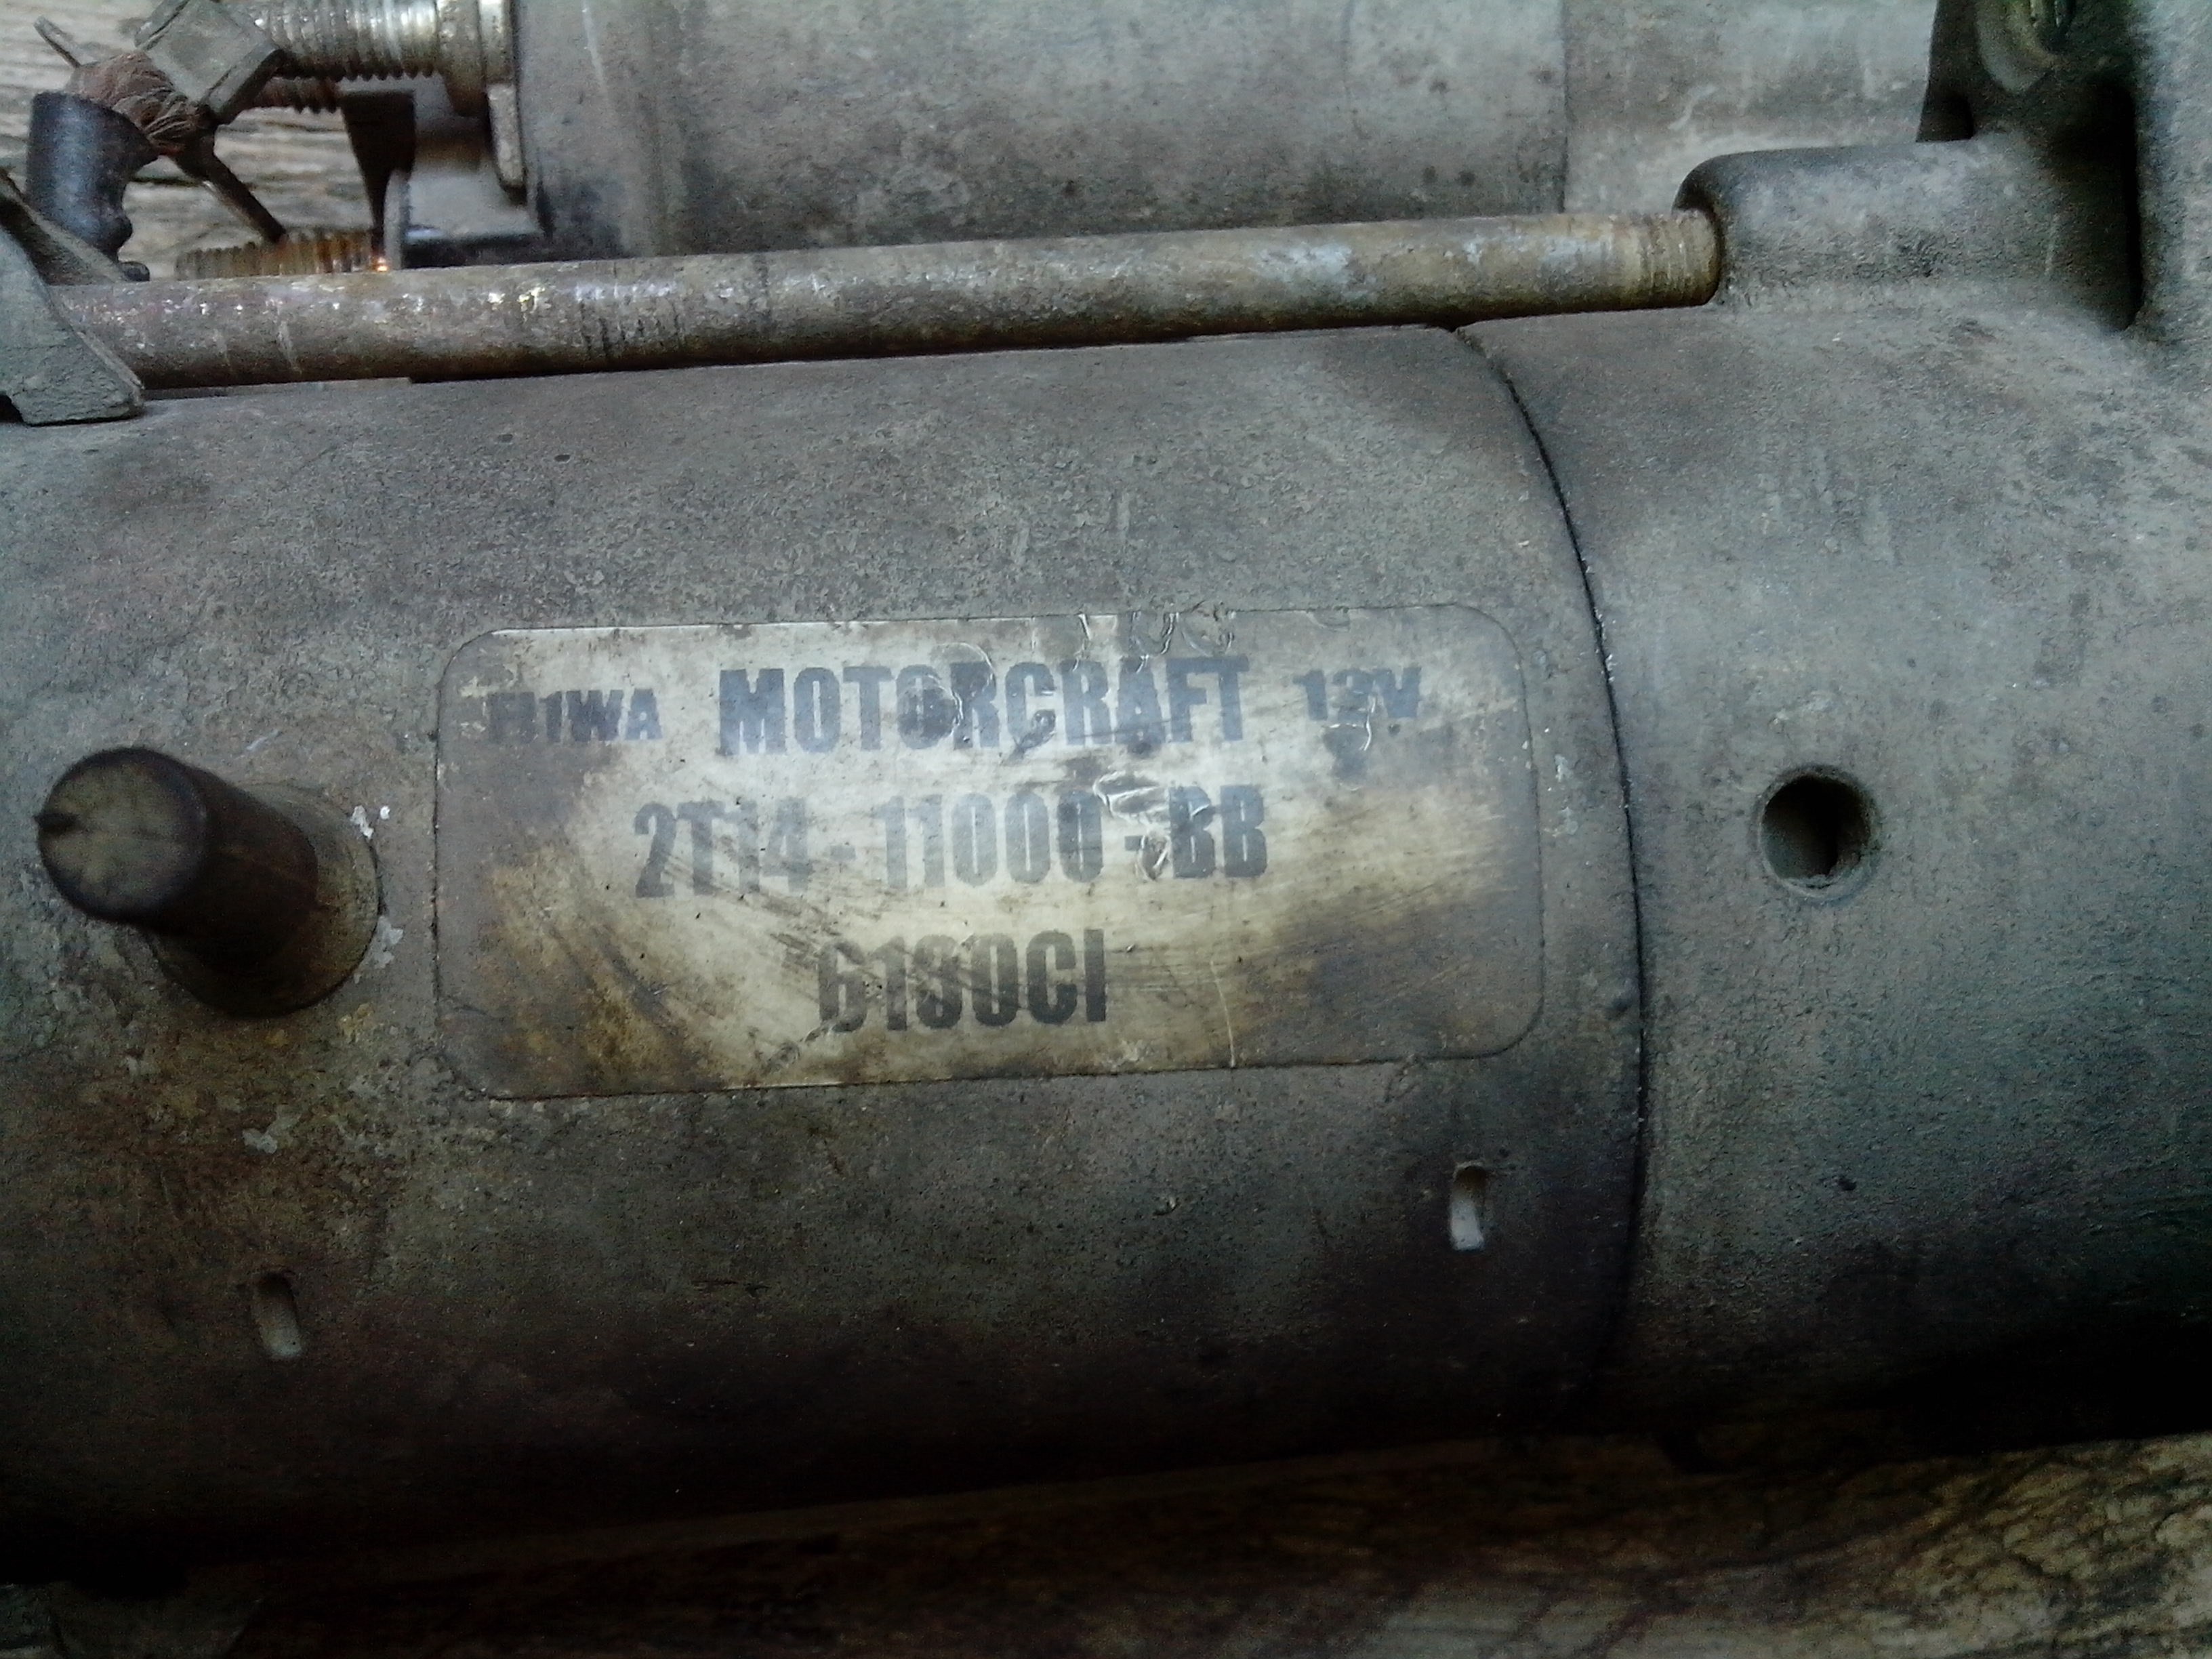 MOTORCRAFT 12V
2T14-11000-BB
6180CI